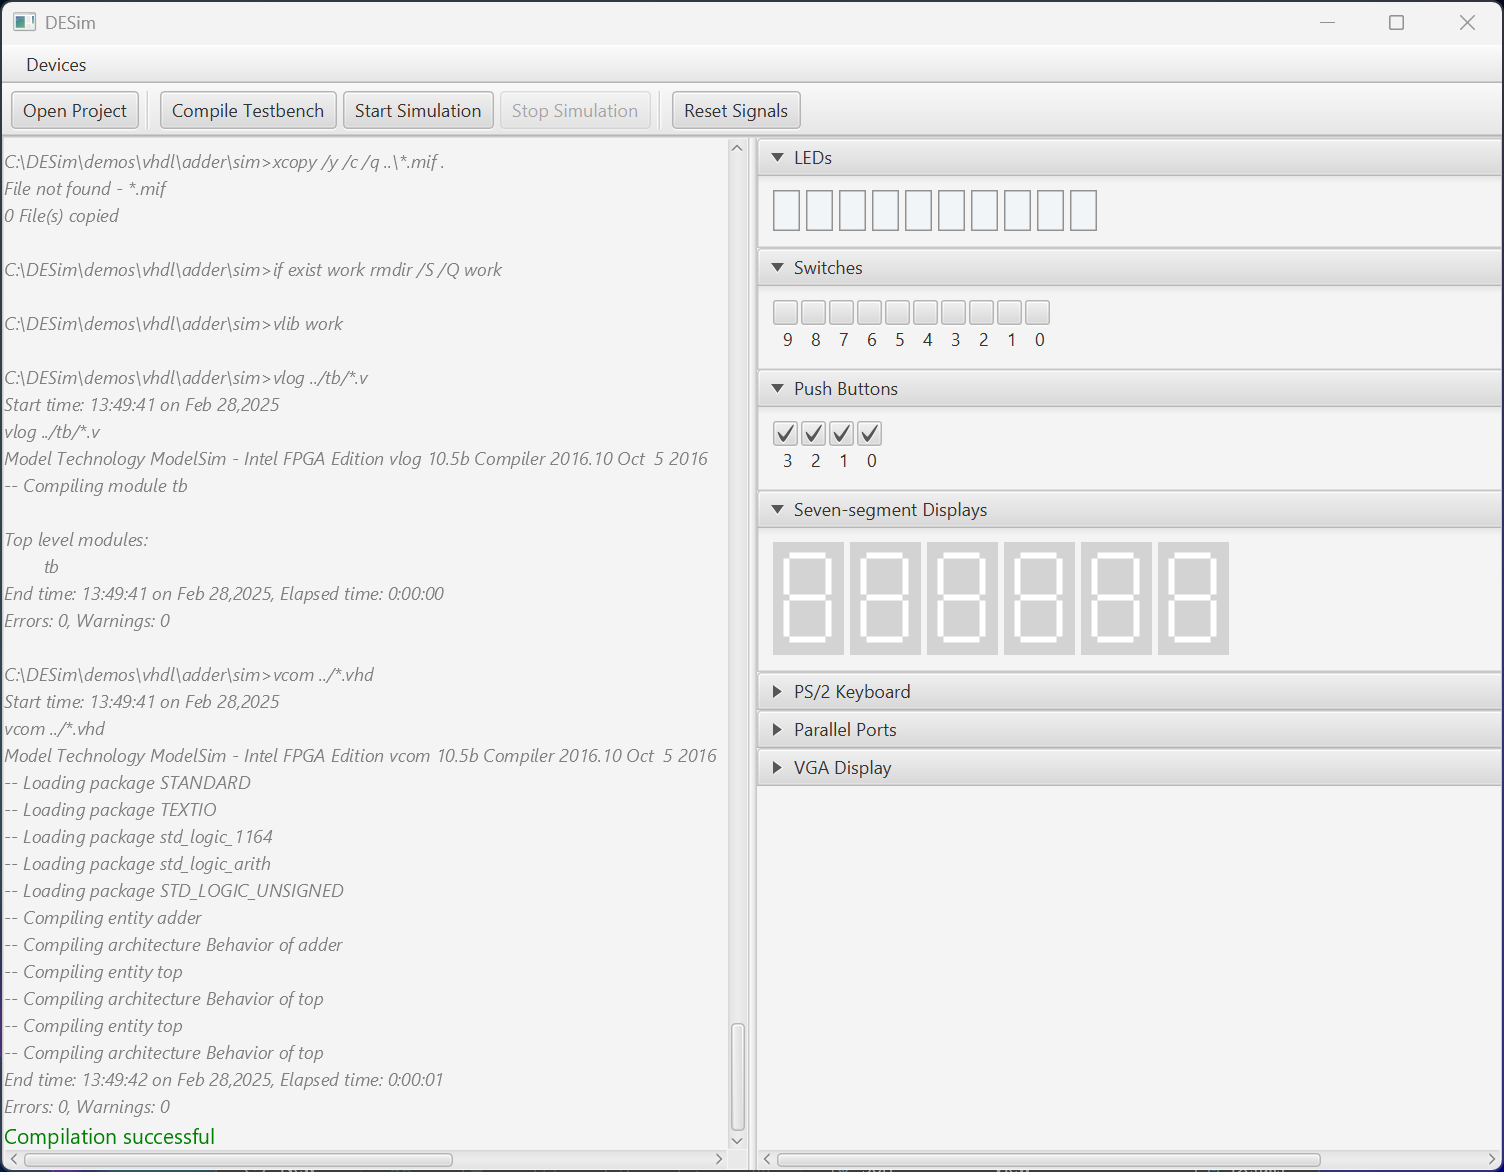 DESim
Devices
Open Project Compile Testbench Start Simulation Stop Simulation Reset Signals
C:\DESim\demos\vhdl\adder\sim>xcopy /y /c /q ..\*.mif .
File not found - *.mif
0 File(s) copied
C:\DESim\demos\vhdl\adder\sim>if exist work rmdir /S /Q work
C:\DESim\demos\vhdl\adder\sim>vlib work
C:\DESim\demos\vhdl\adder\sim>vlog ../tb/*.v
Start time: 13:49:41 on Feb 28,2025
vlog ../tb/*.v
Model Technology ModelSim - Intel FPGA Edition vlog 10.5b Compiler 2016.10 Oct  5 2016
-- Compiling module tb
Top level modules:
tb
End time: 13:49:41 on Feb 28,2025, Elapsed time: 0:00:00
Errors: 0, Warnings: 0
C:\DESim\demos\vhdl\adder\sim>vcom ../*.vhd
Start time: 13:49:41 on Feb 28,2025
vcom ../*.vhd
Model Technology ModelSim - Intel FPGA Edition vcom 10.5b Compiler 2016.10 Oct  5 2016
-- Loading package STANDARD
-- Loading package TEXTIO
-- Loading package std_logic_1164
-- Loading package std_logic_arith
-- Loading package STD_LOGIC_UNSIGNED
-- Compiling entity adder
-- Compiling architecture Behavior of adder
-- Compiling entity top
-- Compiling architecture Behavior of top
-- Compiling entity top
-- Compiling architecture Behavior of top
End time: 13:49:42 on Feb 28,2025, Elapsed time: 0:00:01
Errors: 0, Warnings: 0
Compilation successful
LEDs
Switches
9 8 7 6 5 4 3 2 1 0
Push Buttons
3 2 1 0
Seven-segment Displays
PS/2 Keyboard
Parallel Ports
VGA Display